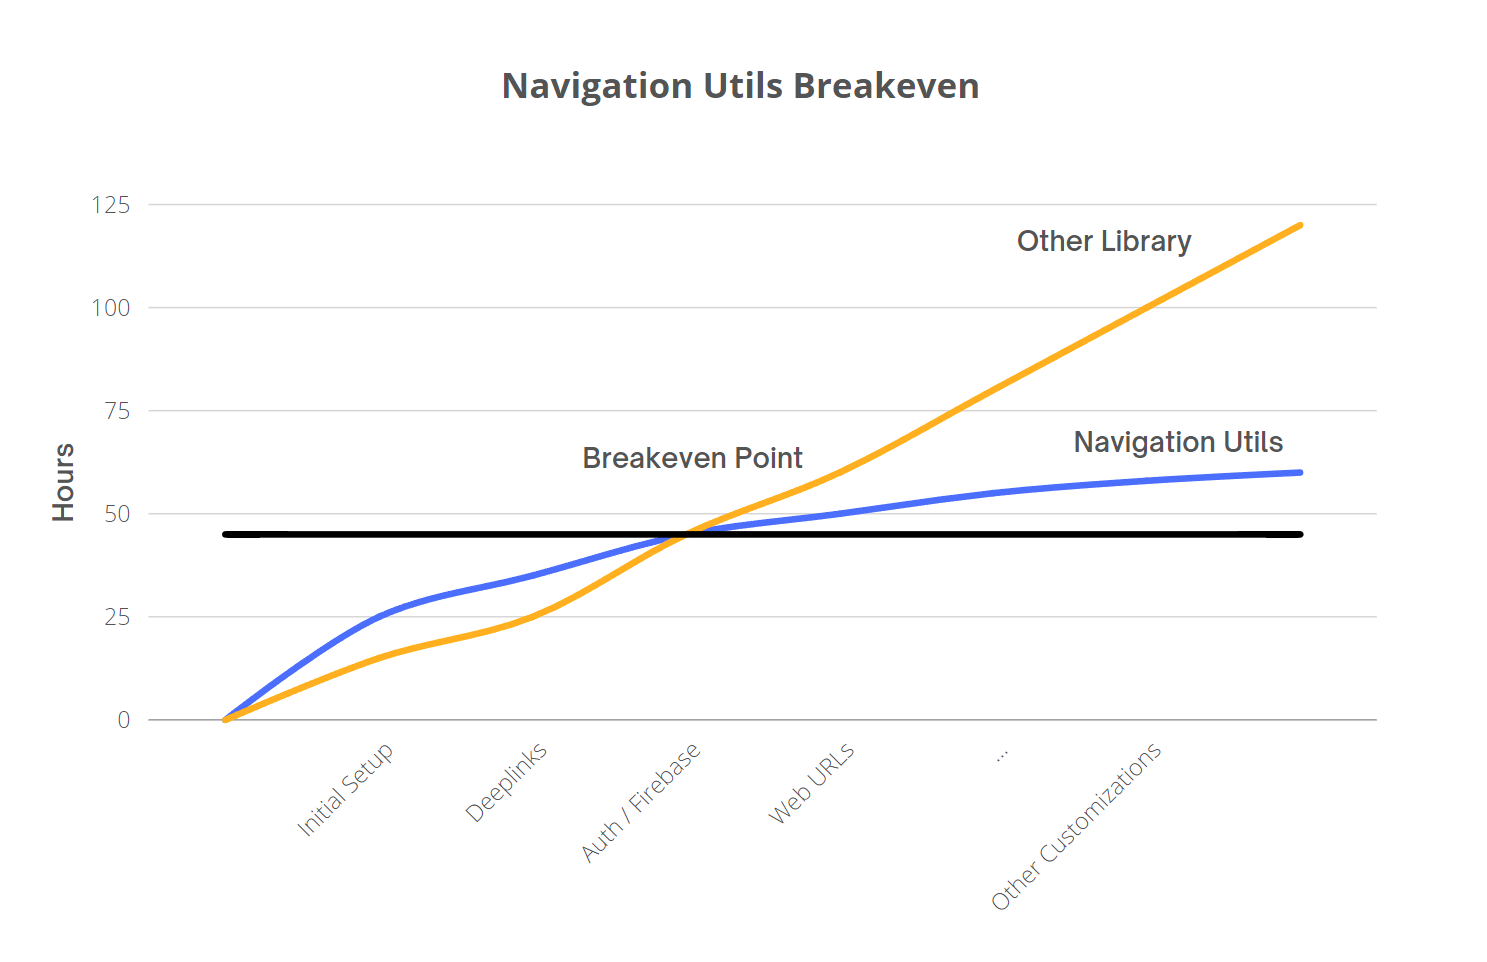 Navigation Utils Breakeven
125
Other Library
100
75
Navigation Utils
Breakeven Point
Hours
50
25
0
Initial Setup
Deeplinks
Auth / Firebase
Web URLs
...
Other Customizations